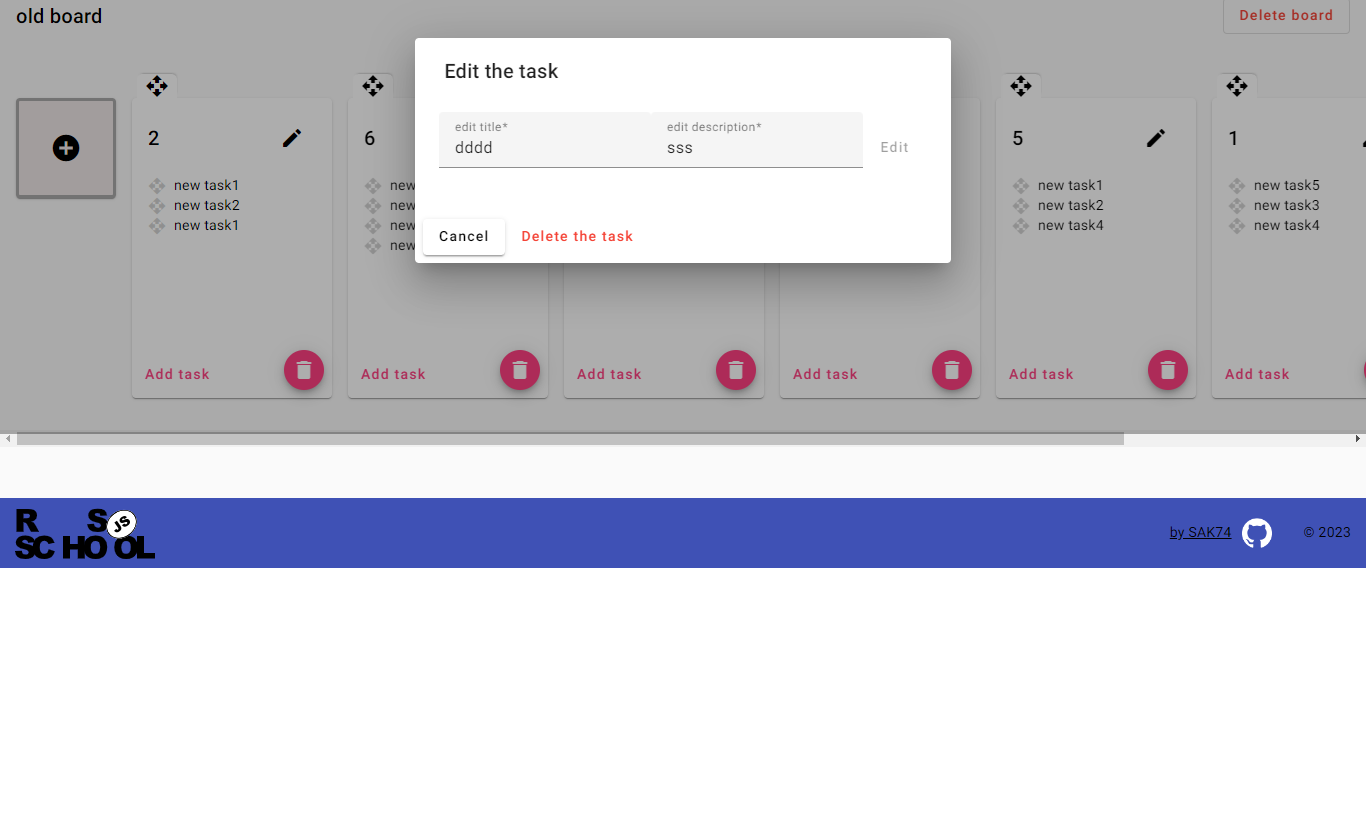 old board
Delete board
Edit the task
edit title*
dddd
edit description*
sss
Edit
Cancel
Delete the task
2
new task1
new task2
new task1
Add task
6
new
new
new
new
Add task
Add task
Add task
5
new task1
new task2
new task4
Add task
1
new task5
new task3
new task4
Add task
R S JS
SCHOOL
by SAK74
© 2023